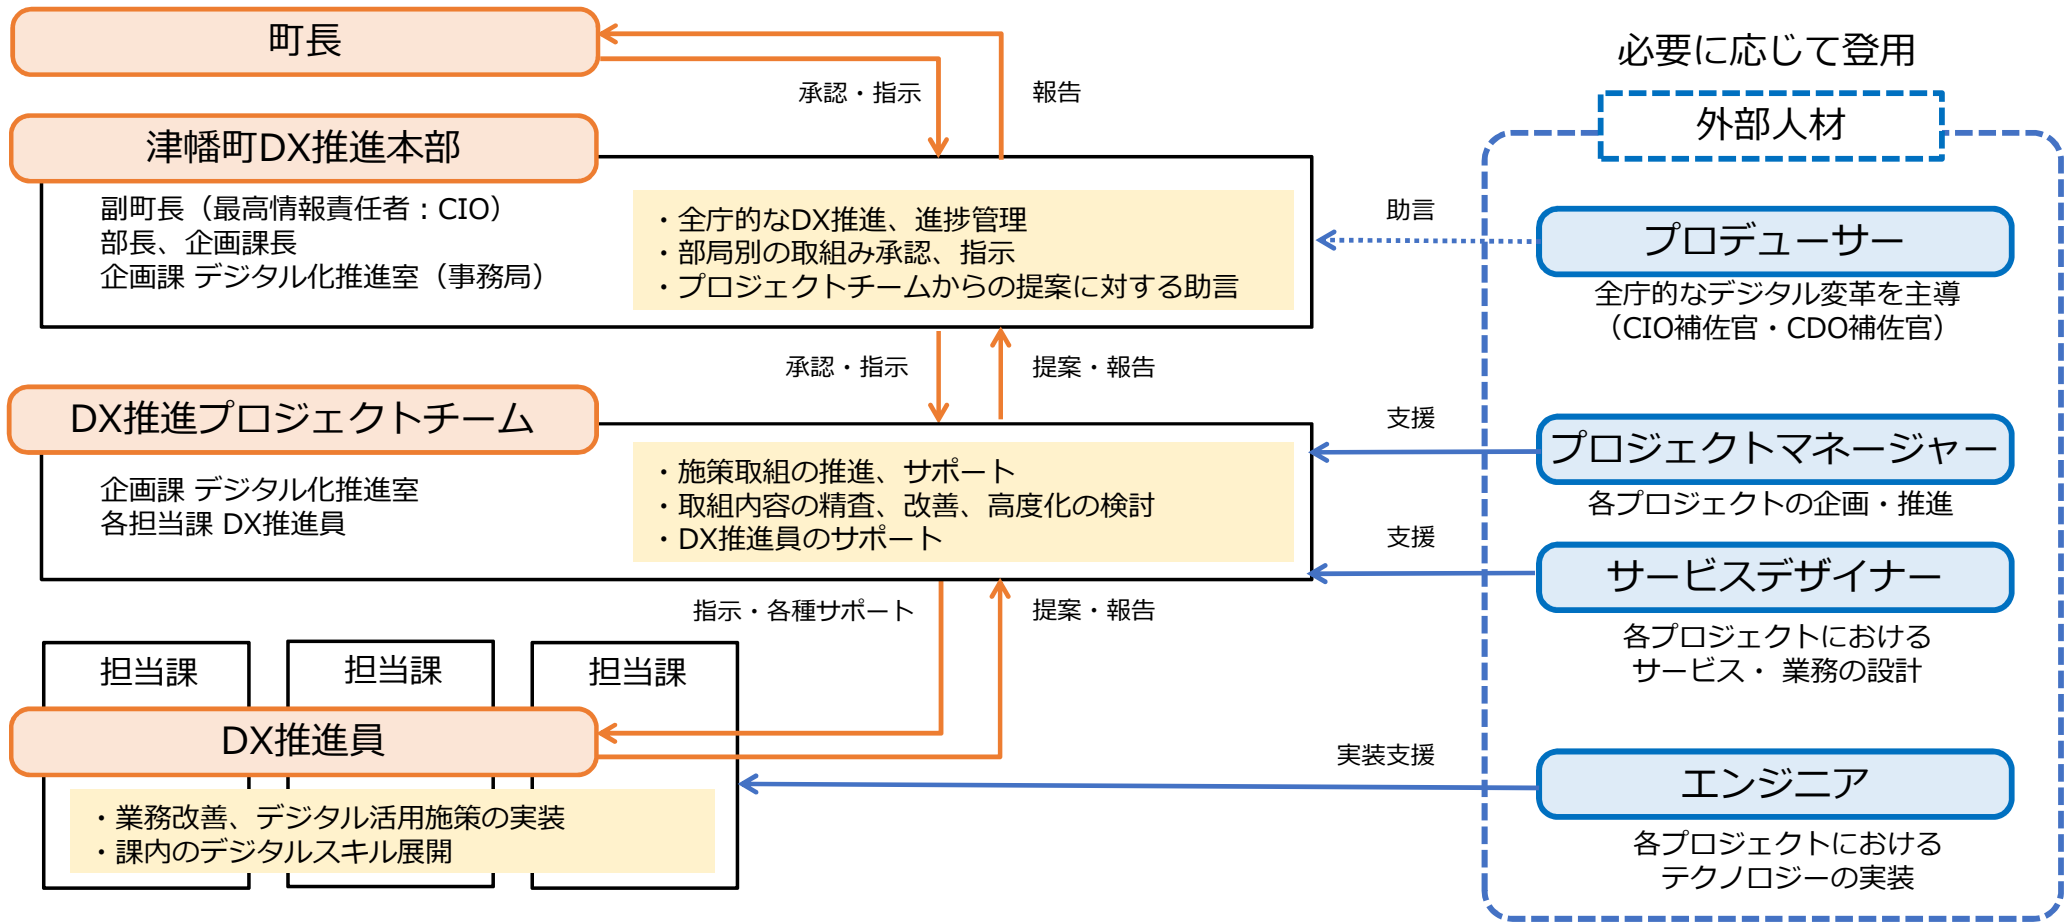 町長
承認・指示
報告
津幡町DX推進本部
副町長（最高情報責任者：CIO）
部長、企画課長
企画課 デジタル化推進室（事務局）
・全庁的なDX推進、進捗管理
・部局別の取組み承認、指示
・プロジェクトチームからの提案に対する助言
承認・指示
提案・報告
DX推進プロジェクトチーム
企画課 デジタル化推進室
各担当課 DX推進員
・施策取組の推進、サポート
・取組内容の精査、改善、高度化の検討
・DX推進員のサポート
指示・各種サポート
提案・報告
担当課
担当課
担当課
DX推進員
・業務改善、デジタル活用施策の実装
・課内のデジタルスキル展開
必要に応じて登用
外部人材
助言
プロデューサー
全庁的なデジタル変革を主導
（CIO補佐官・CDO補佐官）
支援
プロジェクトマネージャー
各プロジェクトの企画・推進
支援
サービスデザイナー
各プロジェクトにおける
サービス・ 業務の設計
実装支援
エンジニア
各プロジェクトにおける
テクノロジーの実装